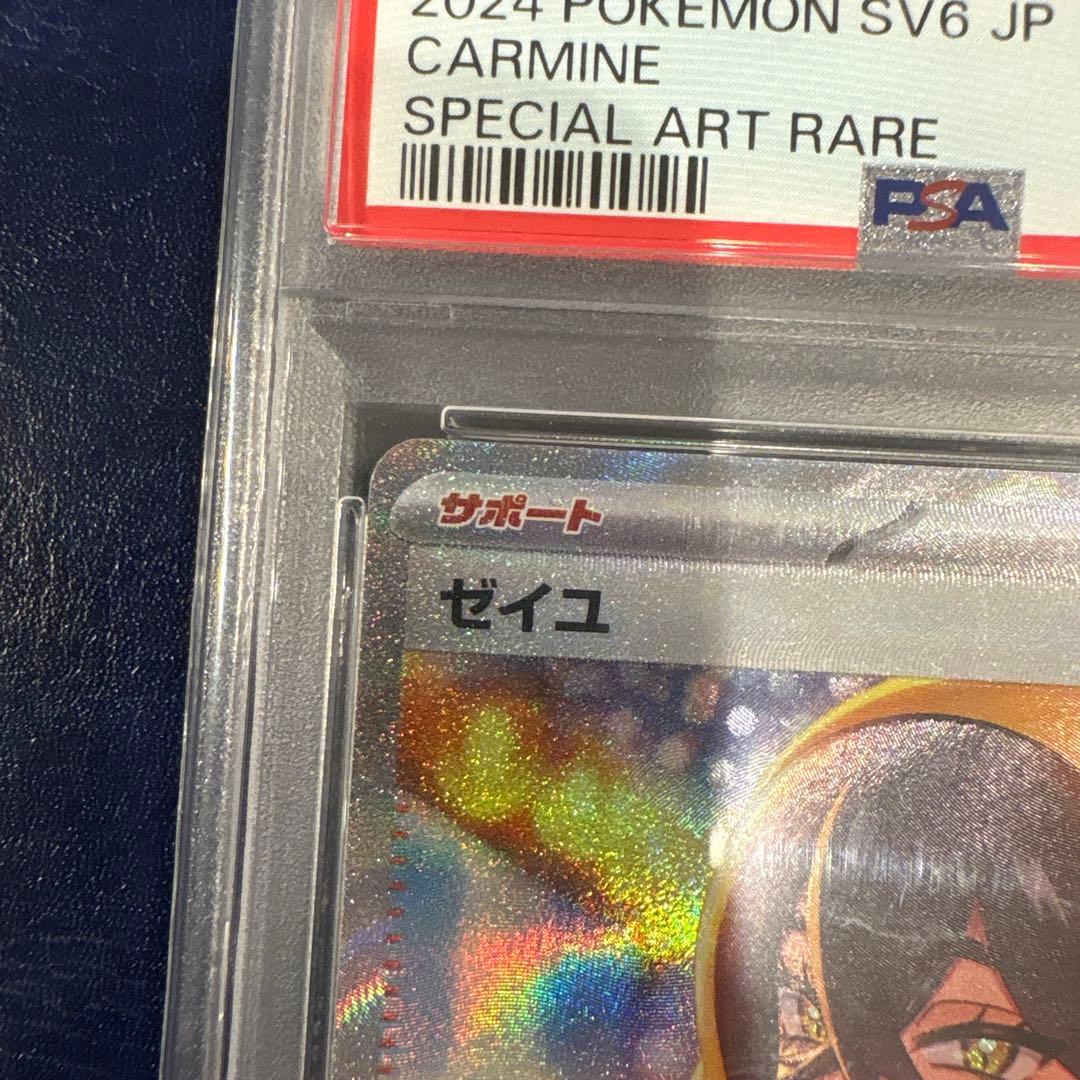 2024 POKEMON SV6 JP
CARMINE
SPECIAL ART RARE
PSA
サポート
ゼイユ